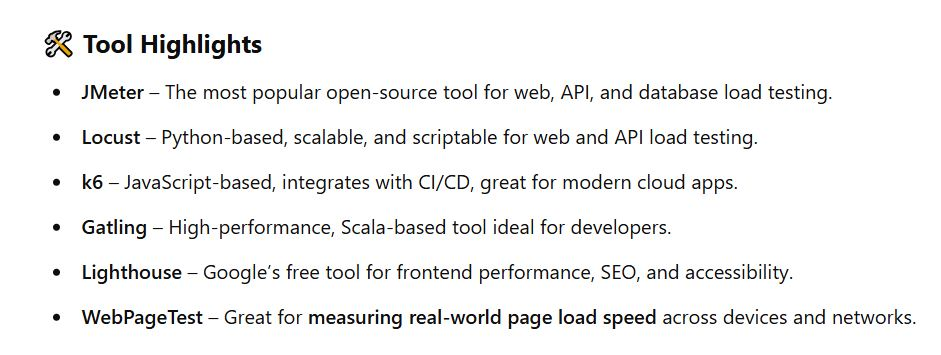 🛠 Tool Highlights
• JMeter – The most popular open-source tool for web, API, and database load testing.
• Locust – Python-based, scalable, and scriptable for web and API load testing.
• k6 – JavaScript-based, integrates with CI/CD, great for modern cloud apps.
• Gatling – High-performance, Scala-based tool ideal for developers.
• Lighthouse – Google’s free tool for frontend performance, SEO, and accessibility.
• WebPageTest – Great for measuring real-world page load speed across devices and networks.